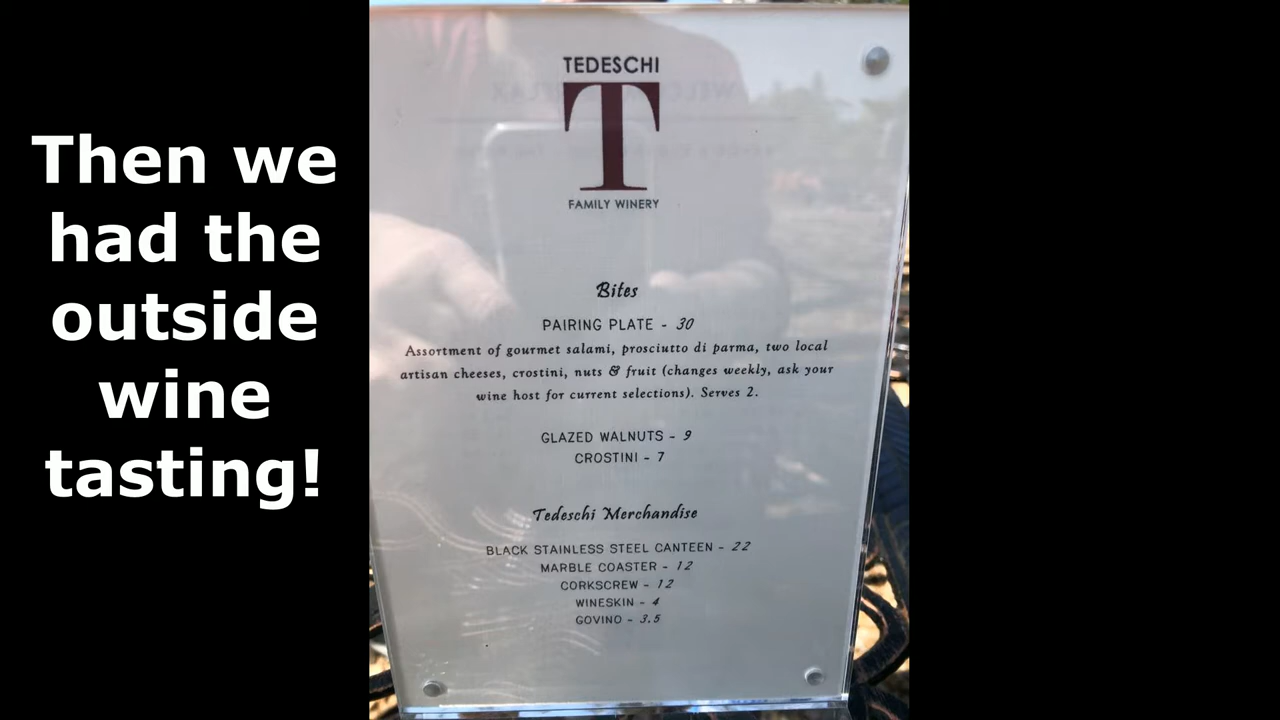 Then we
had the
outside
wine
tasting!
TEDESCHI
T
FAMILY WINERY
Bites
PAIRING PLATE - 30
Assortment of gourmet salami, prosciutto di parma, two local
artisan cheeses, crostini, nuts & fruit (changes weekly, ask your
wine host for current selections). Serves 2.
GLAZED WALNUTS - 9
CROSTINI - 7
Tedeschi Merchandise
BLACK STAINLESS STEEL CANTEEN - 22
MARBLE COASTER - 12
CORKSCREW - 12
WINESKIN - 4
GOVINO - 3.5